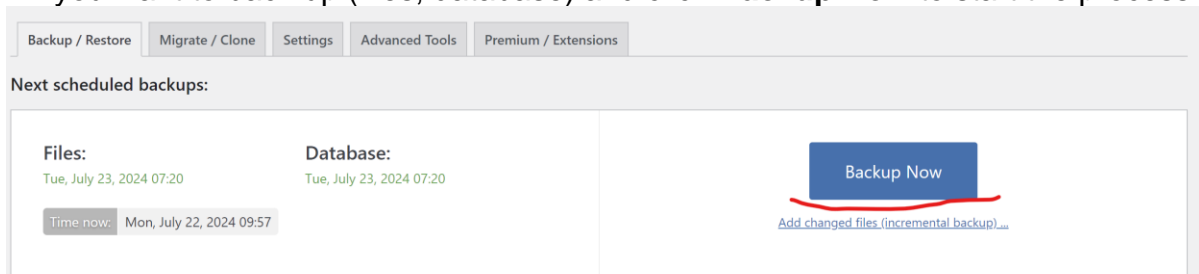 Backup / Restore Migrate / Clone Settings Advanced Tools Premium / Extensions
Next scheduled backups:
Files: Database:
Tue, July 23, 2024 07:20 Tue, July 23, 2024 07:20
Backup Now
Time now: Mon, July 22, 2024 09:57
Add changed files (incremental backup) ...